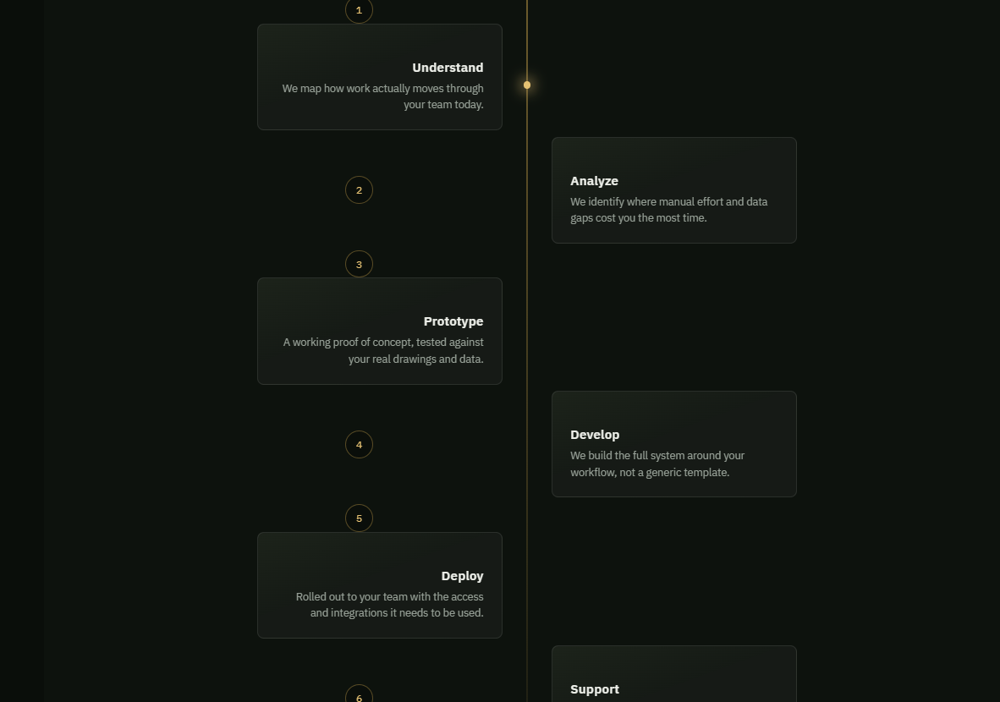 1
Understand
We map how work actually moves through
your team today.
2
Analyze
We identify where manual effort and data
gaps cost you the most time.
3
Prototype
A working proof of concept, tested against
your real drawings and data.
4
Develop
We build the full system around your
workflow, not a generic template.
5
Deploy
Rolled out to your team with the access
and integrations it needs to be used.
6
Support